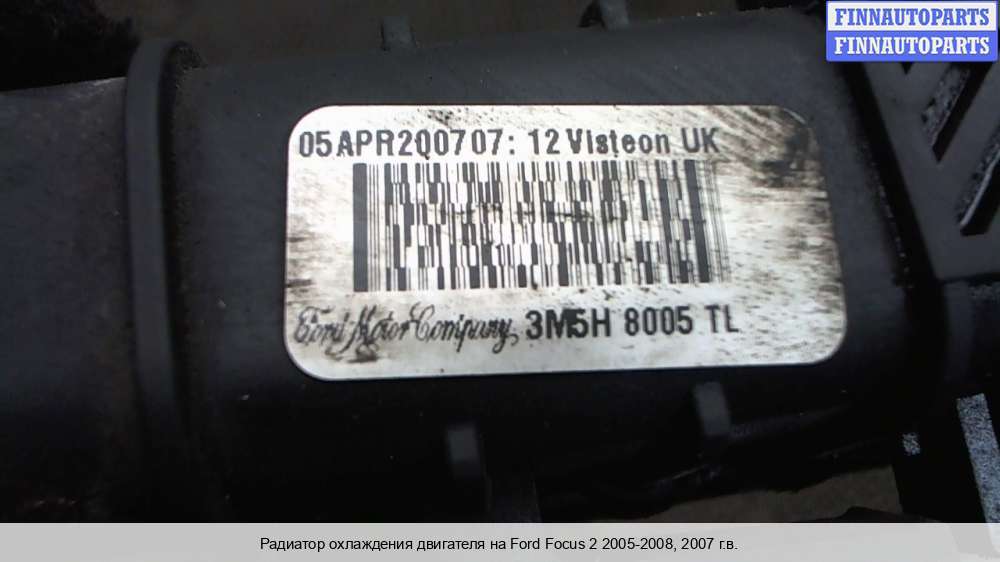 FINNAUTOPARTS
FINNAUTOPARTS
05APR200707:12 Visteon UK
Ford Motor Company, 3M5H 8005 TL
Радиатор охлаждения двигателя на Ford Focus 2 2005-2008, 2007 г.в.